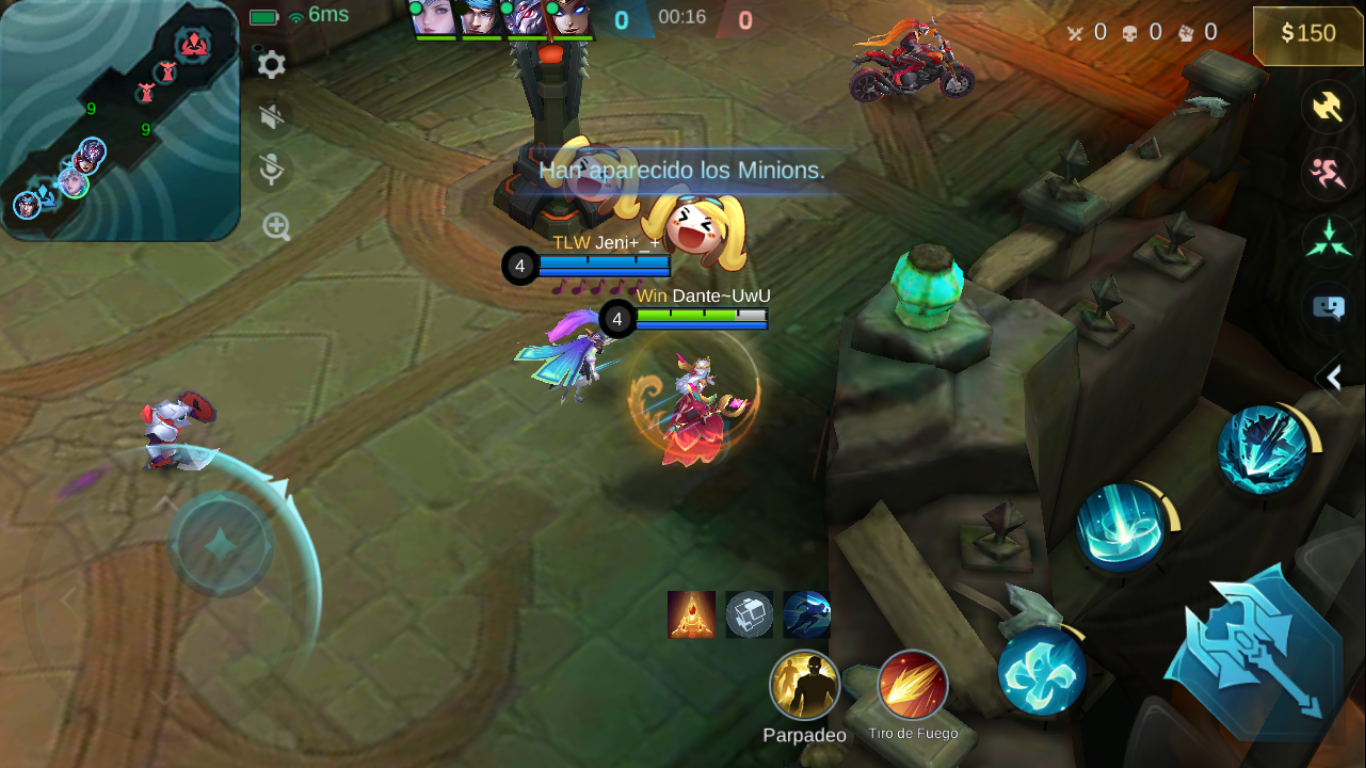 6ms
0
00:16
0
0
0
0
$150
9
9
Han aparecido los Minions.
TLW Jeni+_+
4
Win Dante~UwU
4
Parpadeo
Tiro de Fuego